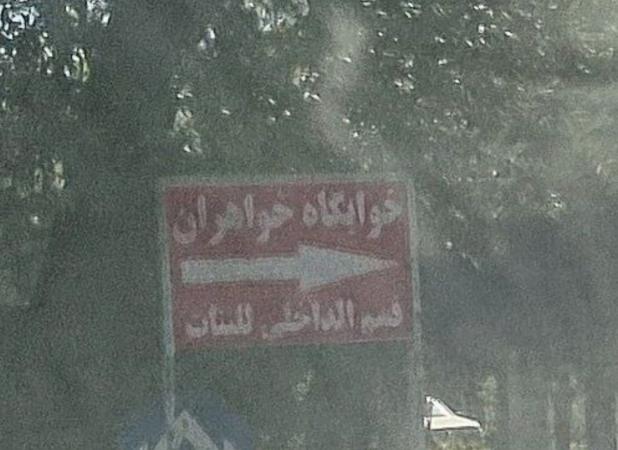 خوابگاه خواهران
قسم الداخلي للبنات